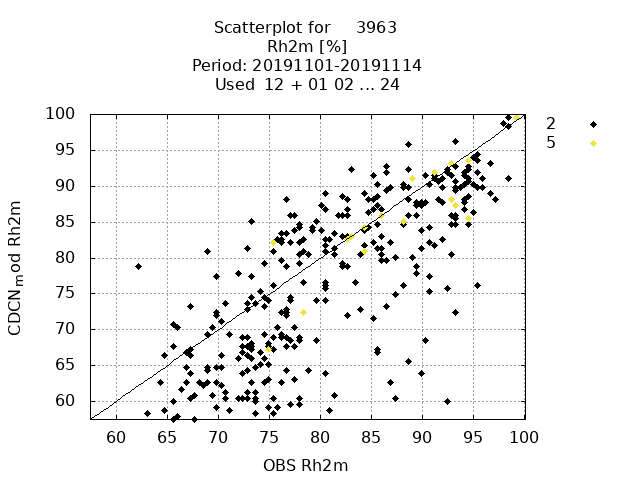 Scatterplot for 3963
Rh2m [%]
Period: 20191101-20191114
Used 12 + 01 02 ... 24
100
95
90
85
80
75
70
65
60
CDCN_mod Rh2m
60 65 70 75 80 85 90 95 100
OBS Rh2m
2
5